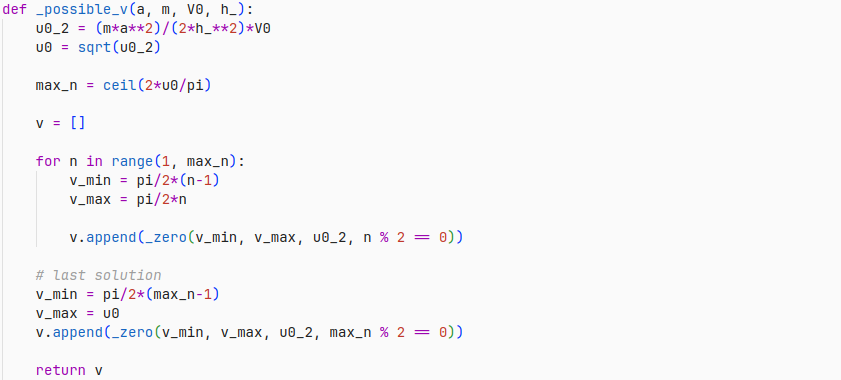 def _possible_v(a, m, V0, h_):
    u0_2 = (m*a**2)/(2*h_**2)*V0
    u0 = sqrt(u0_2)

    max_n = ceil(2*u0/pi)

    v = []

    for n in range(1, max_n):
        v_min = pi/2*(n-1)
        v_max = pi/2*n

        v.append(_zero(v_min, v_max, u0_2, n % 2 == 0))

    # last solution
    v_min = pi/2*(max_n-1)
    v_max = u0
    v.append(_zero(v_min, v_max, u0_2, max_n % 2 == 0))

    return v